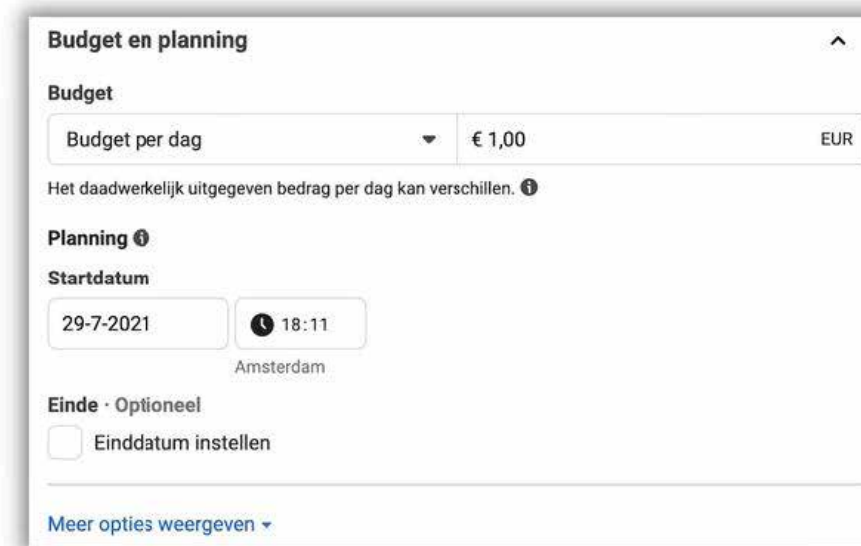 Budget en planning
Budget
Budget per dag € 1,00 EUR
Het daadwerkelijk uitgegeven bedrag per dag kan verschillen.
Planning
Startdatum
29-7-2021 18:11
Amsterdam
Einde · Optioneel
Einddatum instellen
Meer opties weergeven